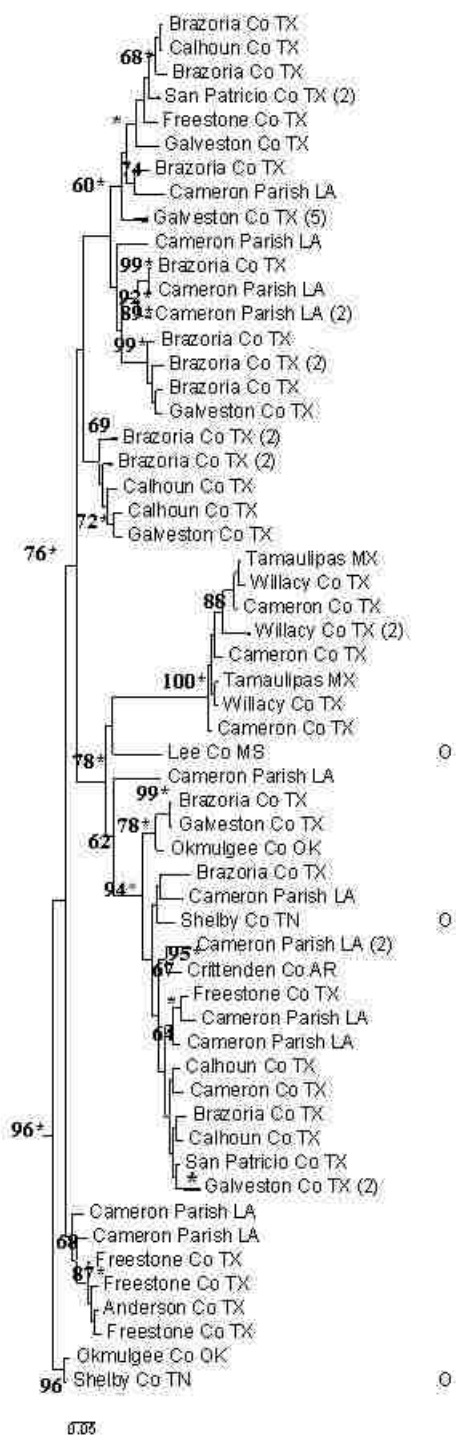 Brazoria Co TX
Calhoun Co TX
68*
Brazoria Co TX
San Patricio Co TX (2)
*
Freestone Co TX
Galveston Co TX
74
Brazoria Co TX
60*
Cameron Parish LA
Galveston Co TX (5)
Cameron Parish LA
99*
Brazoria Co TX
92*
Cameron Parish LA
89*
Cameron Parish LA (2)
99*
Brazoria Co TX
Brazoria Co TX (2)
Brazoria Co TX
Galveston Co TX
69
Brazoria Co TX (2)
Brazoria Co TX (2)
Calhoun Co TX
72*
Calhoun Co TX
Galveston Co TX
76*
Tamaulipas MX
Willacy Co TX
88
Cameron Co TX
Willacy Co TX (2)
Cameron Co TX
100*
Tamaulipas MX
Willacy Co TX
Cameron Co TX
78*
Lee Co MS O
Cameron Parish LA
99*
Brazoria Co TX
78*
Galveston Co TX
62
Okmulgee Co OK
94*
Brazoria Co TX
Cameron Parish LA
Shelby Co TN O
95*
Cameron Parish LA (2)
67
Crittenden Co AR
*
Freestone Co TX
Cameron Parish LA
64
Cameron Parish LA
Calhoun Co TX
Cameron Co TX
Brazoria Co TX
Calhoun Co TX
San Patricio Co TX
*
Galveston Co TX (2)
96*
Cameron Parish LA
68
Cameron Parish LA
Freestone Co TX
87*
Freestone Co TX
Anderson Co TX
Freestone Co TX
Okmulgee Co OK
96
Shelby Co TN O
0.05